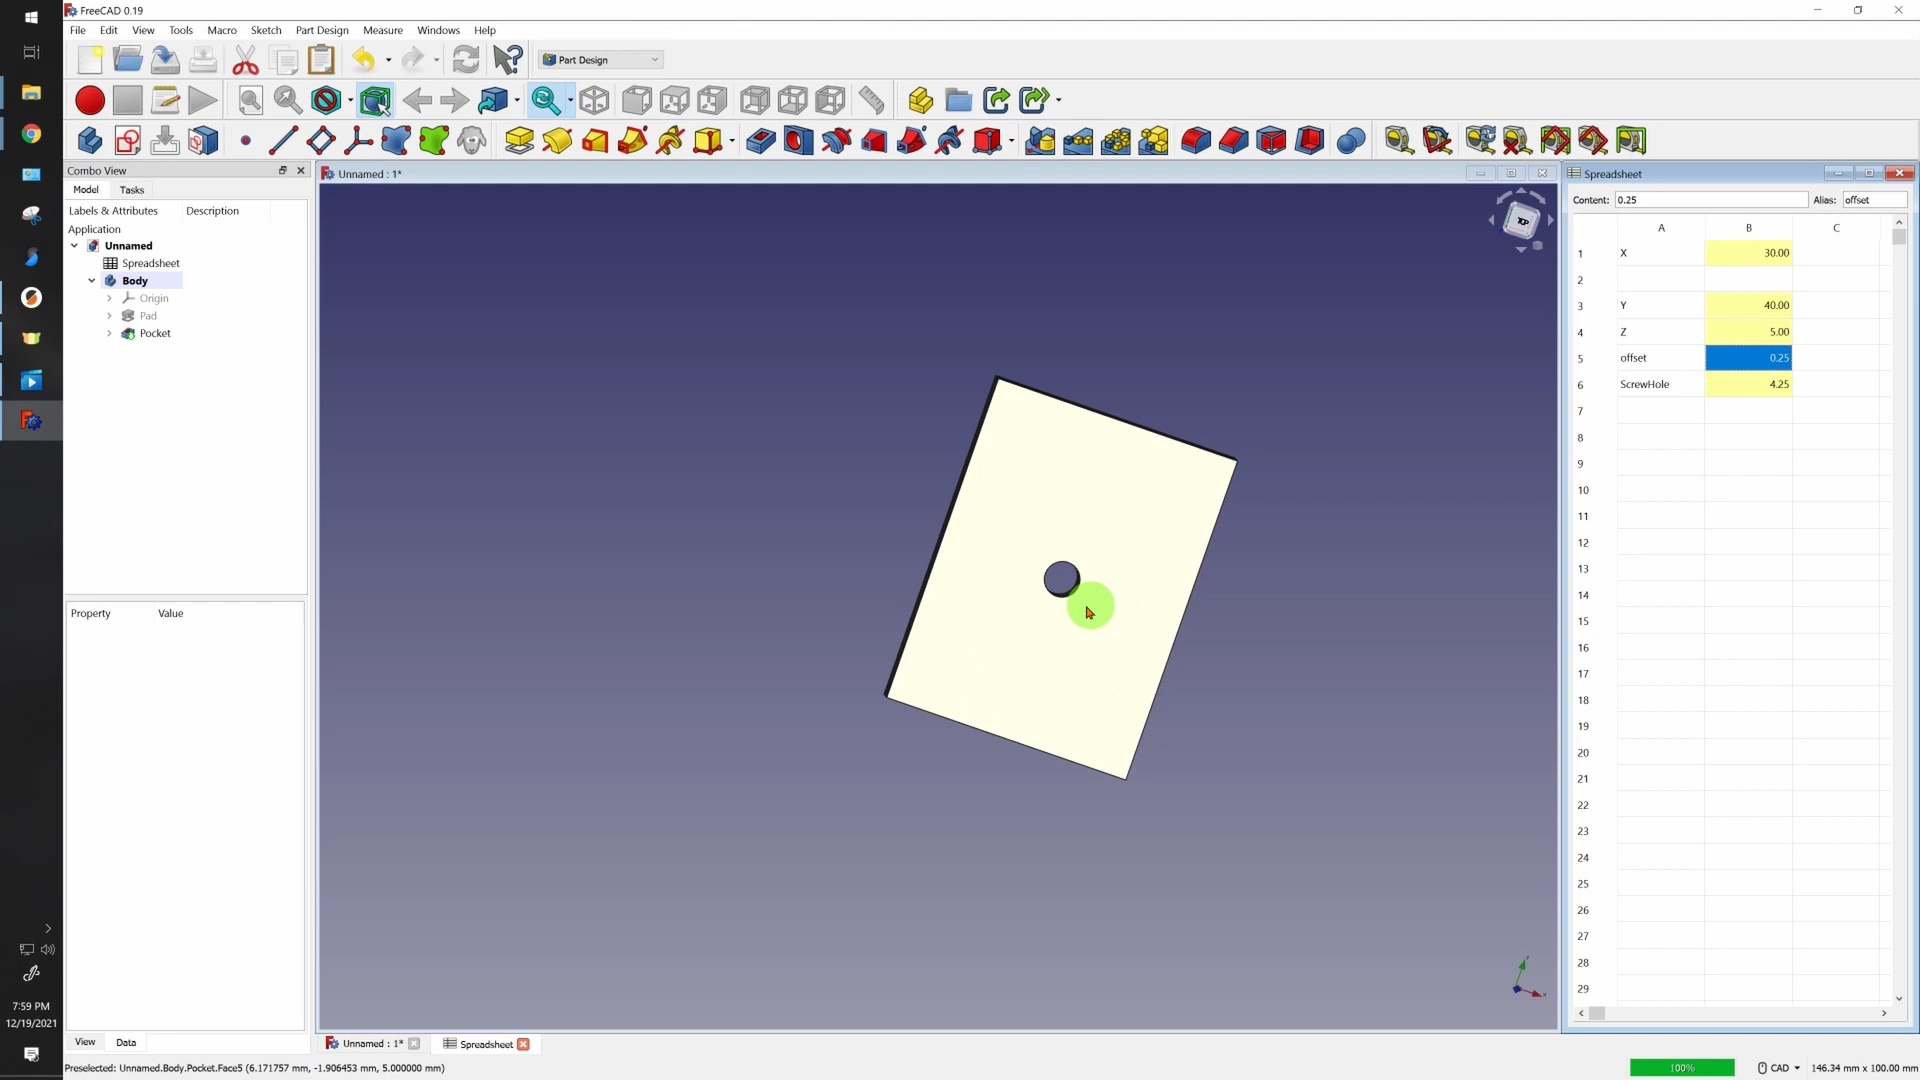 FreeCAD 0.19
File Edit View Tools Macro Sketch Part Design Measure Windows Help
Part Design
Combo View
Model Tasks
Labels & Attributes Description
Application
Unnamed
Spreadsheet
Body
Origin
Pad
Pocket
Property Value
View Data
Unnamed : 1*
TOP
Y
X
Unnamed : 1*
Spreadsheet
Spreadsheet
Content: 0.25 Alias: offset
A B C
1 X 30.00
2
3 Y 40.00
4 Z 5.00
5 offset 0.25
6 ScrewHole 4.25
7
8
9
10
11
12
13
14
15
16
17
18
19
20
21
22
23
24
25
26
27
28
29
7:59 PM
12/19/2021
Preselected: Unnamed.Body.Pocket.Face5 (6.171757 mm, -1.906453 mm, 5.000000 mm)
100%
CAD
146.34 mm x 100.00 mm